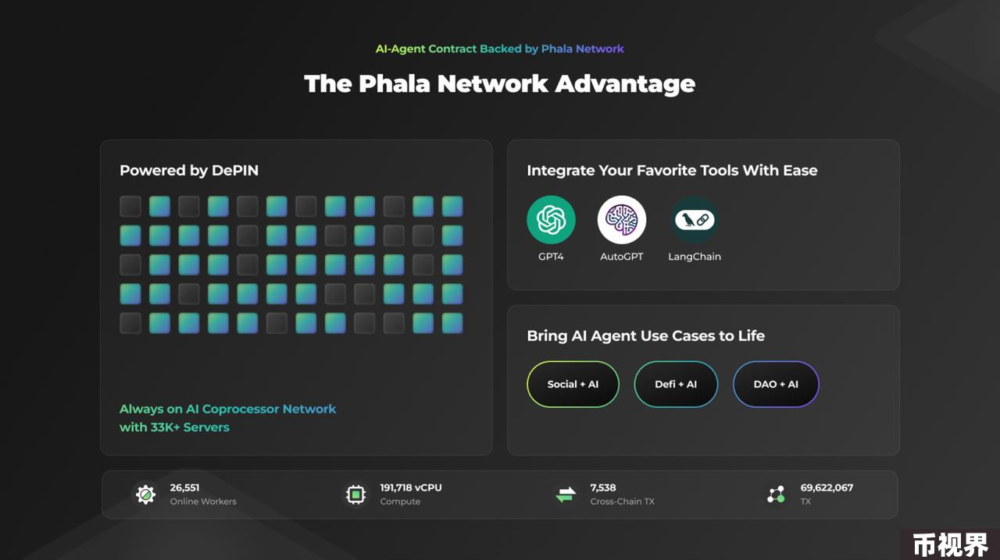 AI-Agent Contract Backed by Phala Network
The Phala Network Advantage
Powered by DePIN
Always on AI Coprocessor Network
with 33K+ Servers
Integrate Your Favorite Tools With Ease
GPT4
AutoGPT
LangChain
Bring AI Agent Use Cases to Life
Social + AI
Defi + AI
DAO + AI
26,551
Online Workers
191,718 vCPU
Compute
7,538
Cross-Chain TX
69,622,067
TX
币视界